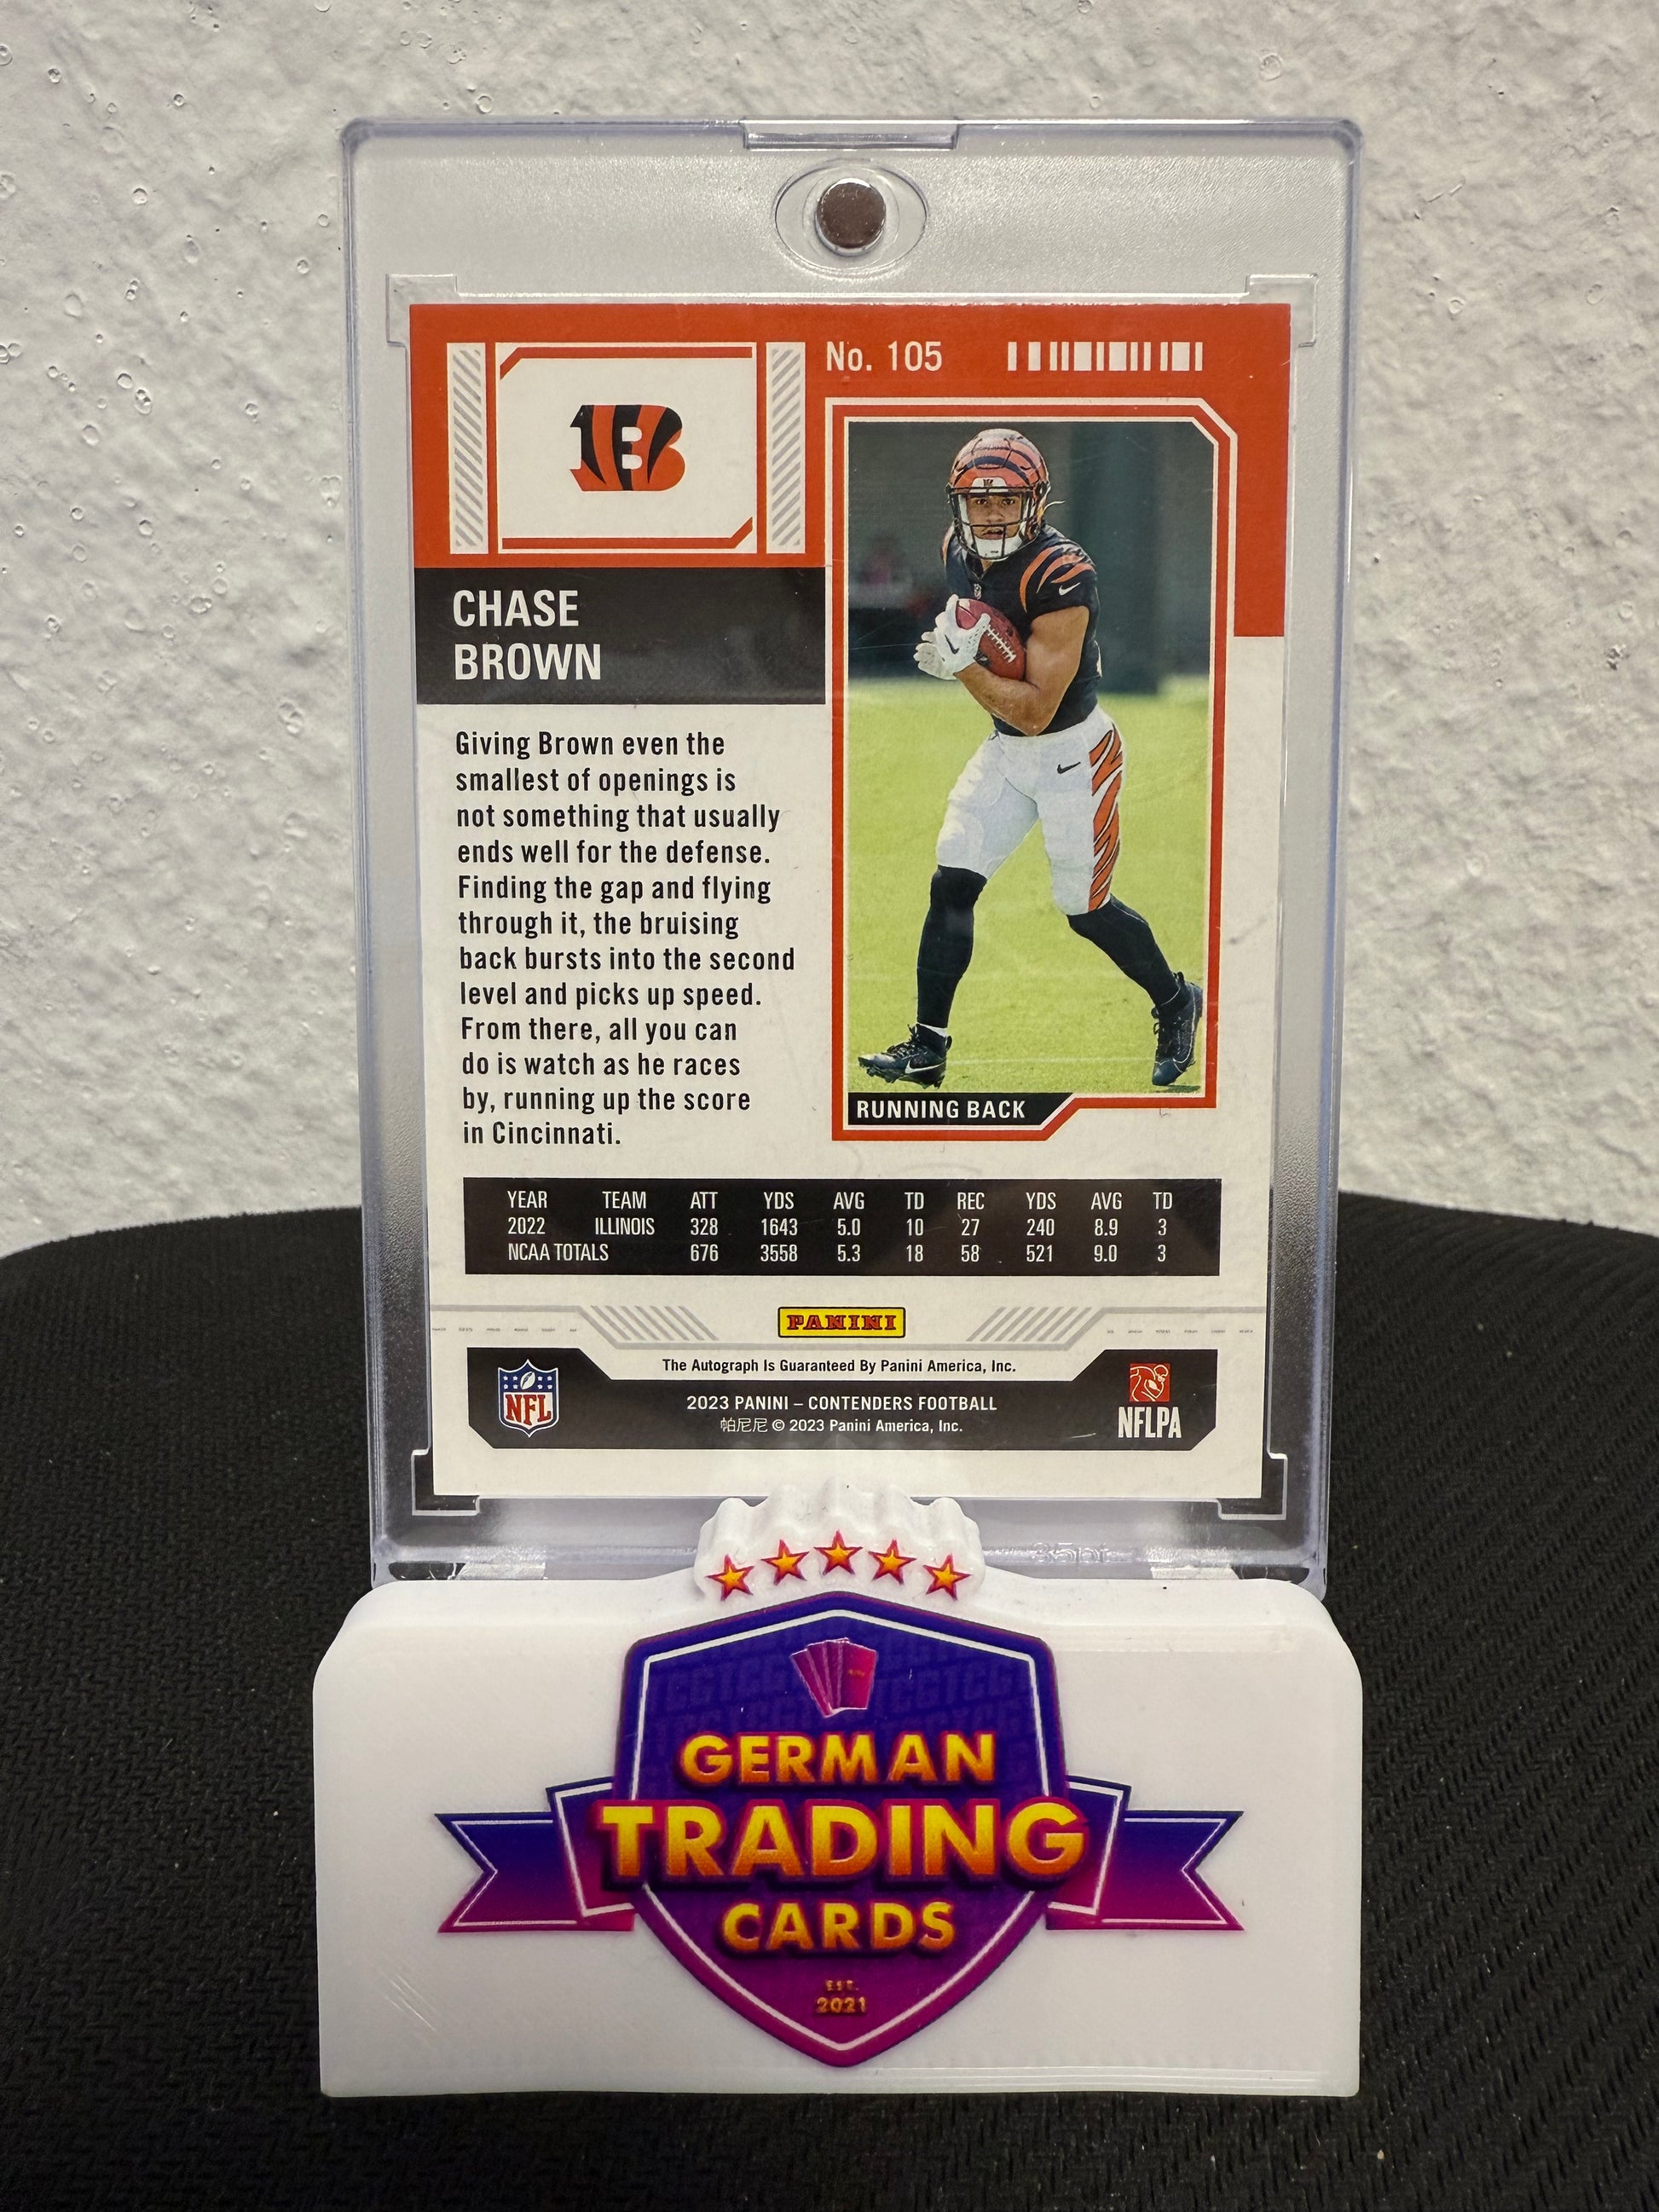 No. 105
B
CHASE
BROWN
Giving Brown even the
smallest of openings is
not something that usually
ends well for the defense.
Finding the gap and flying
through it, the bruising
back bursts into the second
level and picks up speed.
From there, all you can
do is watch as he races
by, running up the score
in Cincinnati.
RUNNING BACK
YEAR TEAM ATT YDS AVG TD REC YDS AVG TD
2022 ILLINOIS 328 1643 5.0 10 27 240 8.9 3
NCAA TOTALS 676 3558 5.3 18 58 521 9.0 3
PANINI
The Autograph Is Guaranteed By Panini America, Inc.
NFL
2023 PANINI – CONTENDERS FOOTBALL
帕尼尼 © 2023 Panini America, Inc.
NFLPA
35pt
GERMAN
TRADING
CARDS
EST.
2021